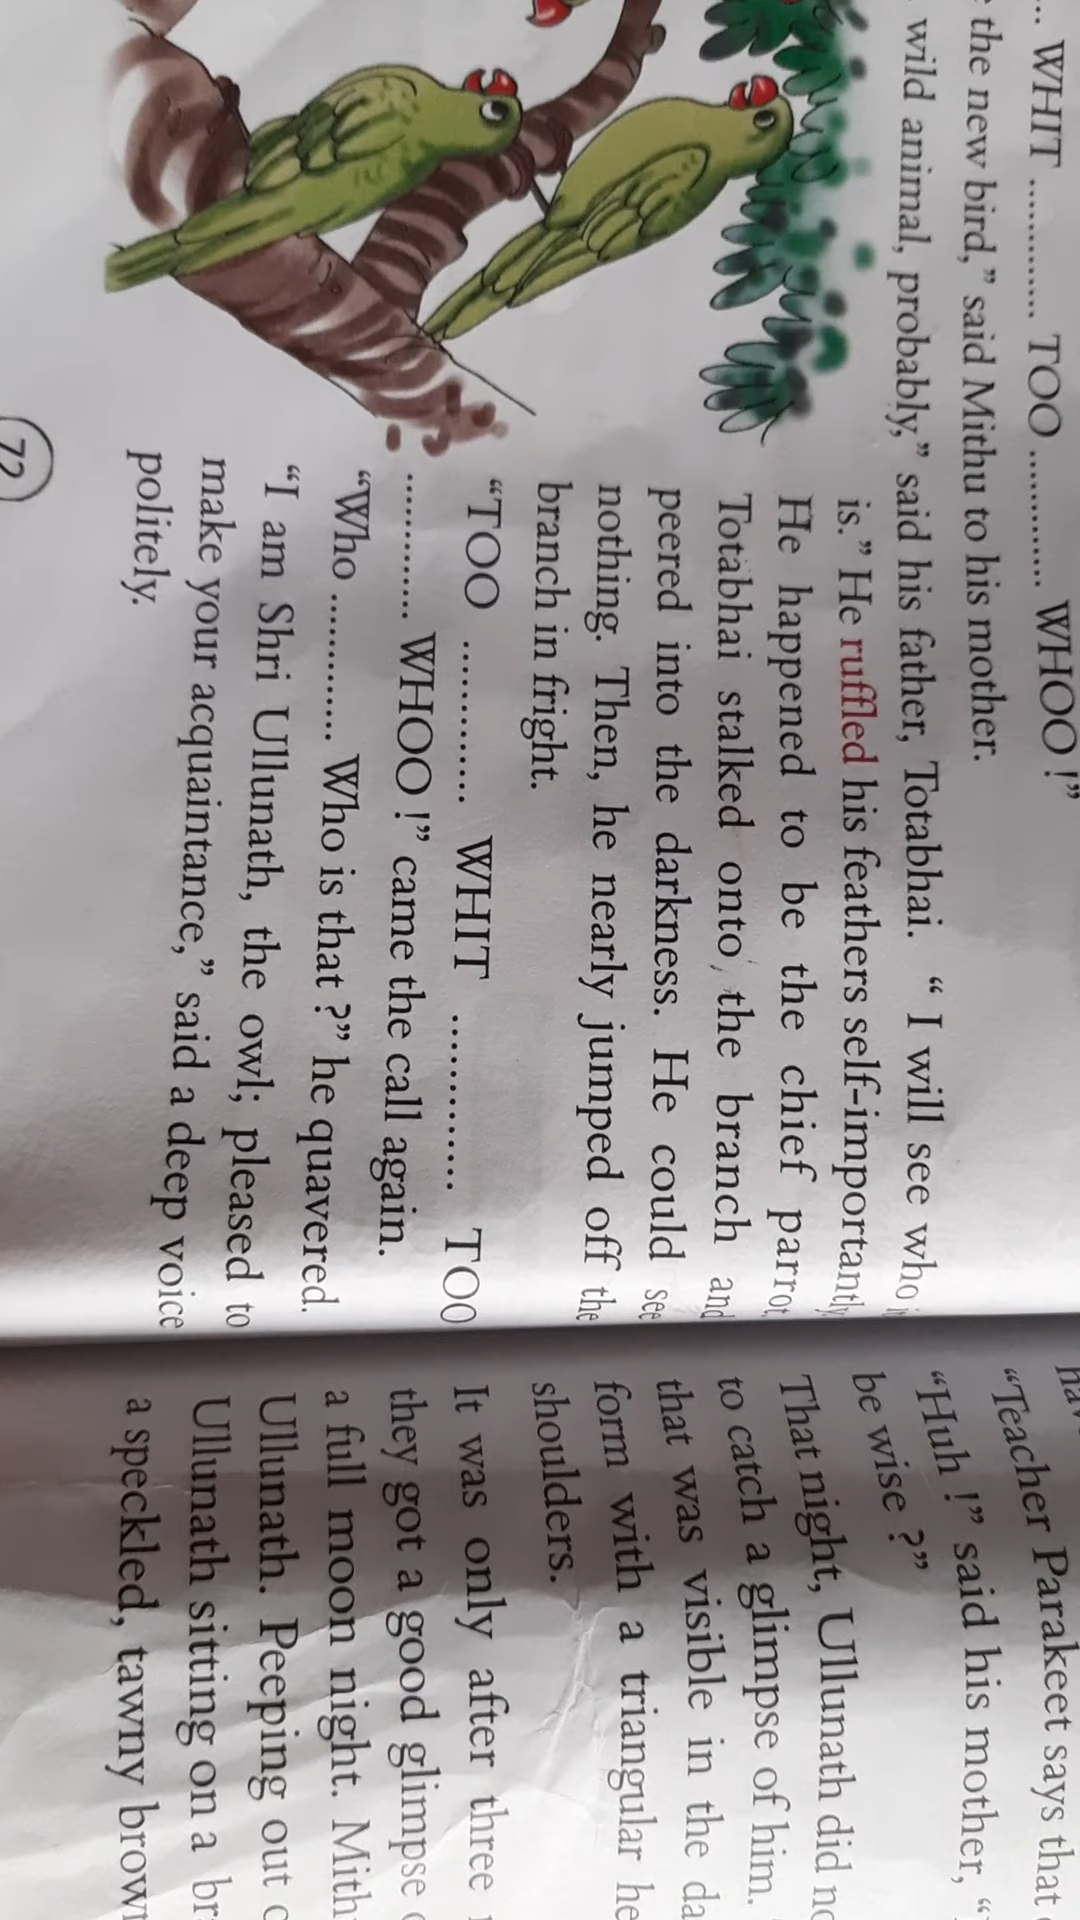 ... WHIT ............ TOO ............ WHOO !”
the new bird,” said Mithu to his mother.
wild animal, probably,” said his father, Totabhai. “ I will see who
is.” He ruffled his feathers self-importantly
He happened to be the chief parrot
Totabhai stalked onto the branch and
peered into the darkness. He could see
nothing. Then, he nearly jumped off the
branch in fright.
“TOO ............ WHIT ............ TOO
............ WHOO !” came the call again.
“Who ............ Who is that ?” he quavered.
“I am Shri Ullunath, the owl; pleased to
make your acquaintance,” said a deep voice
politely.
72
“Teacher Parakeet says that
“Huh !” said his mother, “
be wise ?”
That night, Ullunath did
to catch a glimpse of him.
that was visible in the
form with a triangular
shoulders.
It was only after three
they got a good glimpse
a full moon night.
Ullunath. Peeping out
Ullunath sitting on a
a speckled, tawny brown